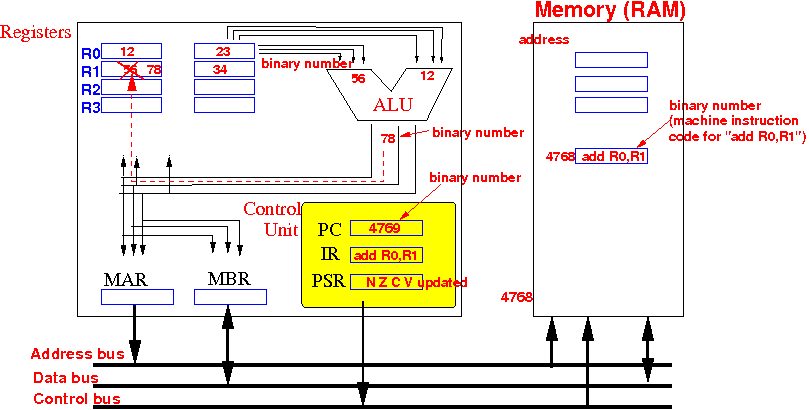 Memory (RAM)
Registers
address
R0 12 23
R1 56 78 34
binary number
56 12
R2
R3
ALU
binary number
(machine instruction
code for "add R0,R1")
78
binary number
4768 add R0,R1
binary number
Control
Unit
PC 4769
IR add R0,R1
PSR N Z C V updated
MAR MBR
4768
Address bus
Data bus
Control bus